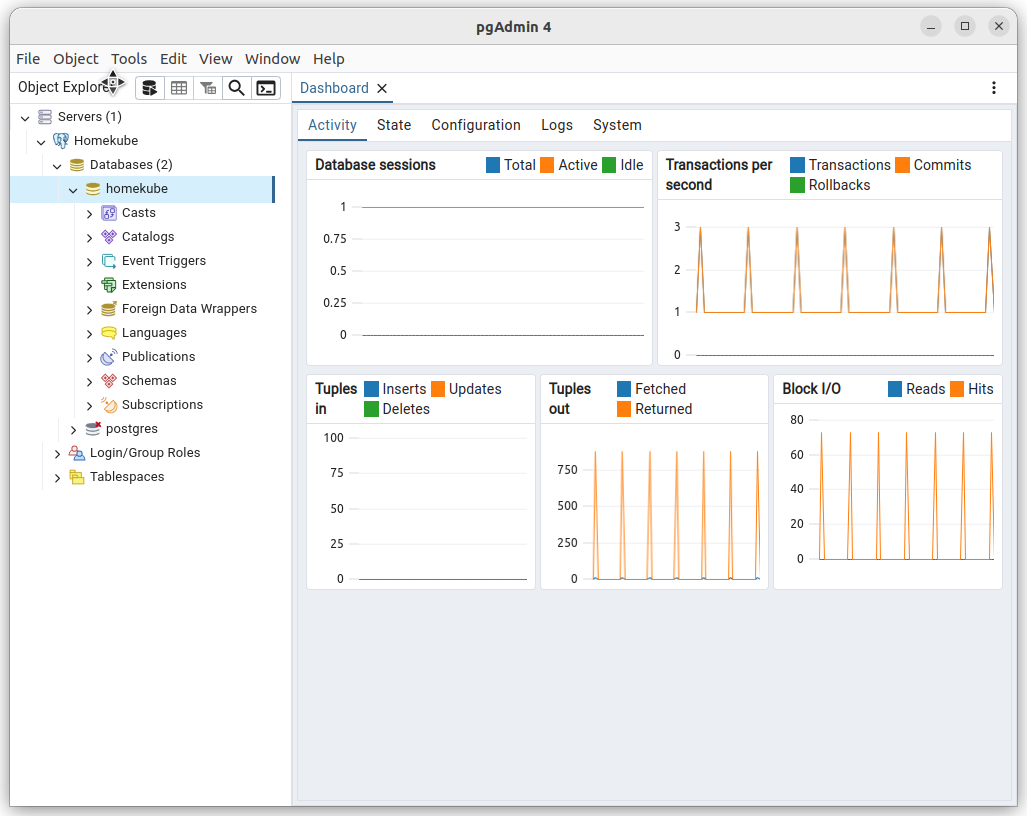 pgAdmin 4
File Object Tools Edit View Window Help
Object Explore
Dashboard
Servers (1)
Homekube
Databases (2)
homekube
Casts
Catalogs
Event Triggers
Extensions
Foreign Data Wrappers
Languages
Publications
Schemas
Subscriptions
postgres
Login/Group Roles
Tablespaces
Activity State Configuration Logs System
Database sessions
Total Active Idle
1
0.75
0.5
0.25
0
Transactions per
second
Transactions Commits
Rollbacks
3
2
1
0
Tuples
in
Inserts Updates
Deletes
100
75
50
25
0
Tuples
out
Fetched
Returned
750
500
250
0
Block I/O
Reads Hits
80
60
40
20
0